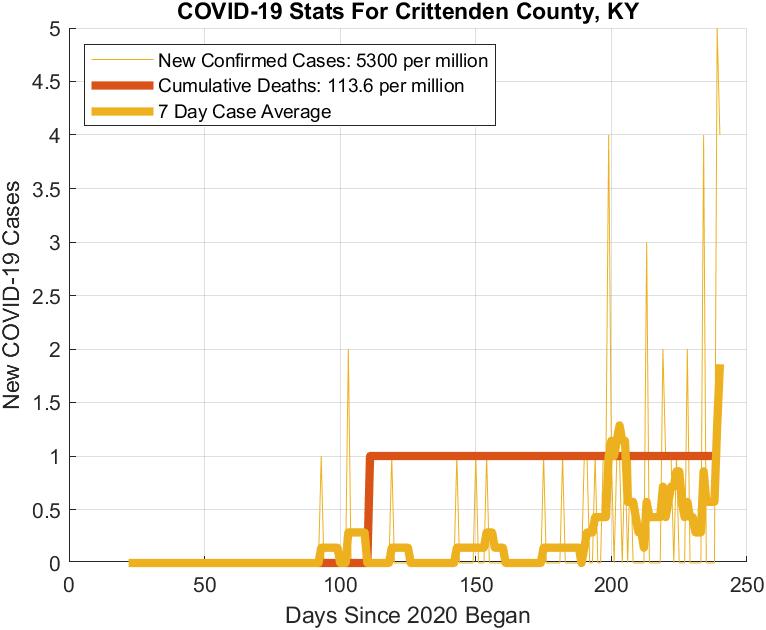 COVID-19 Stats For Crittenden County, KY
New Confirmed Cases: 5300 per million
Cumulative Deaths: 113.6 per million
7 Day Case Average
New COVID-19 Cases
5
4.5
4
3.5
3
2.5
2
1.5
1
0.5
0
0 50 100 150 200 250
Days Since 2020 Began